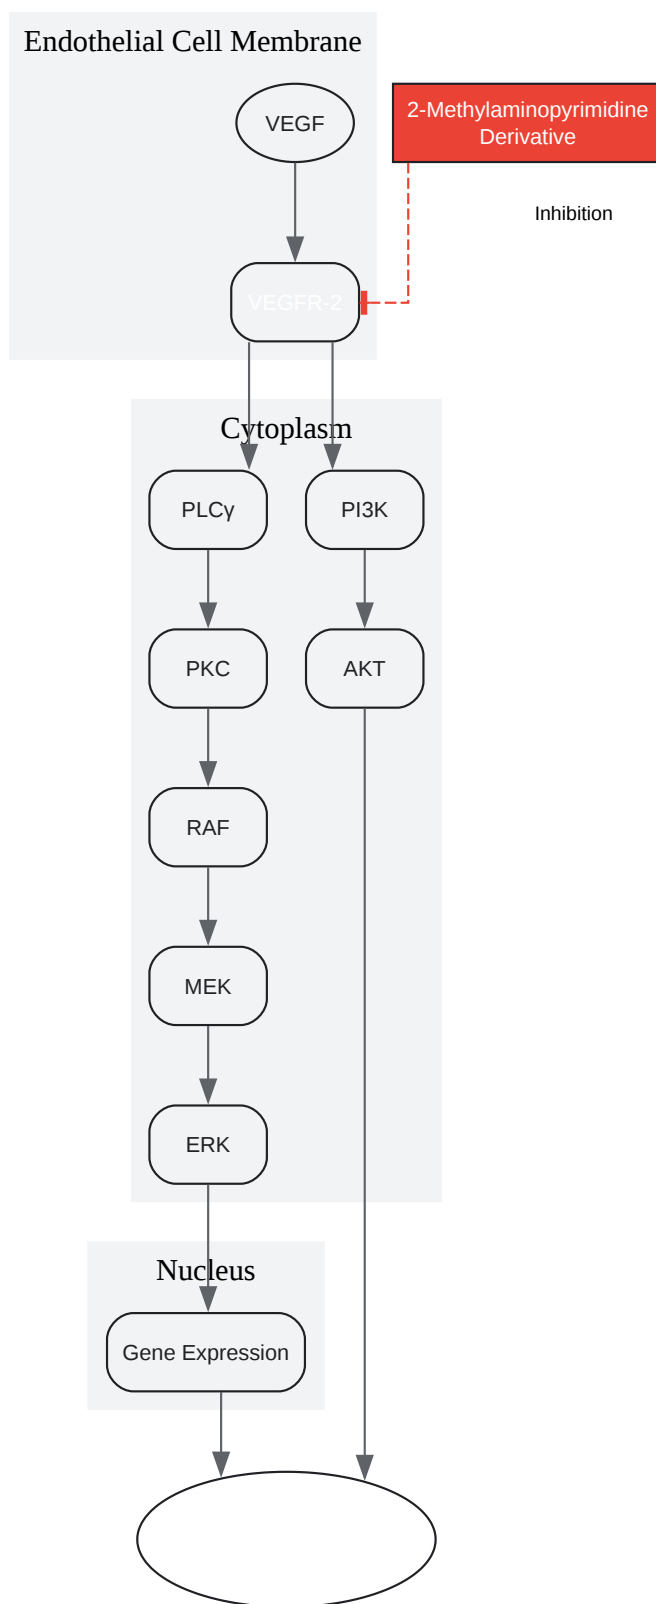 Endothelial Cell Membrane
VEGF
2-Methylaminopyrimidine
Derivative
Inhibition
VEGFR-2
Cytoplasm
PLCγ
PI3K
PKC
AKT
RAF
MEK
ERK
Nucleus
Gene Expression